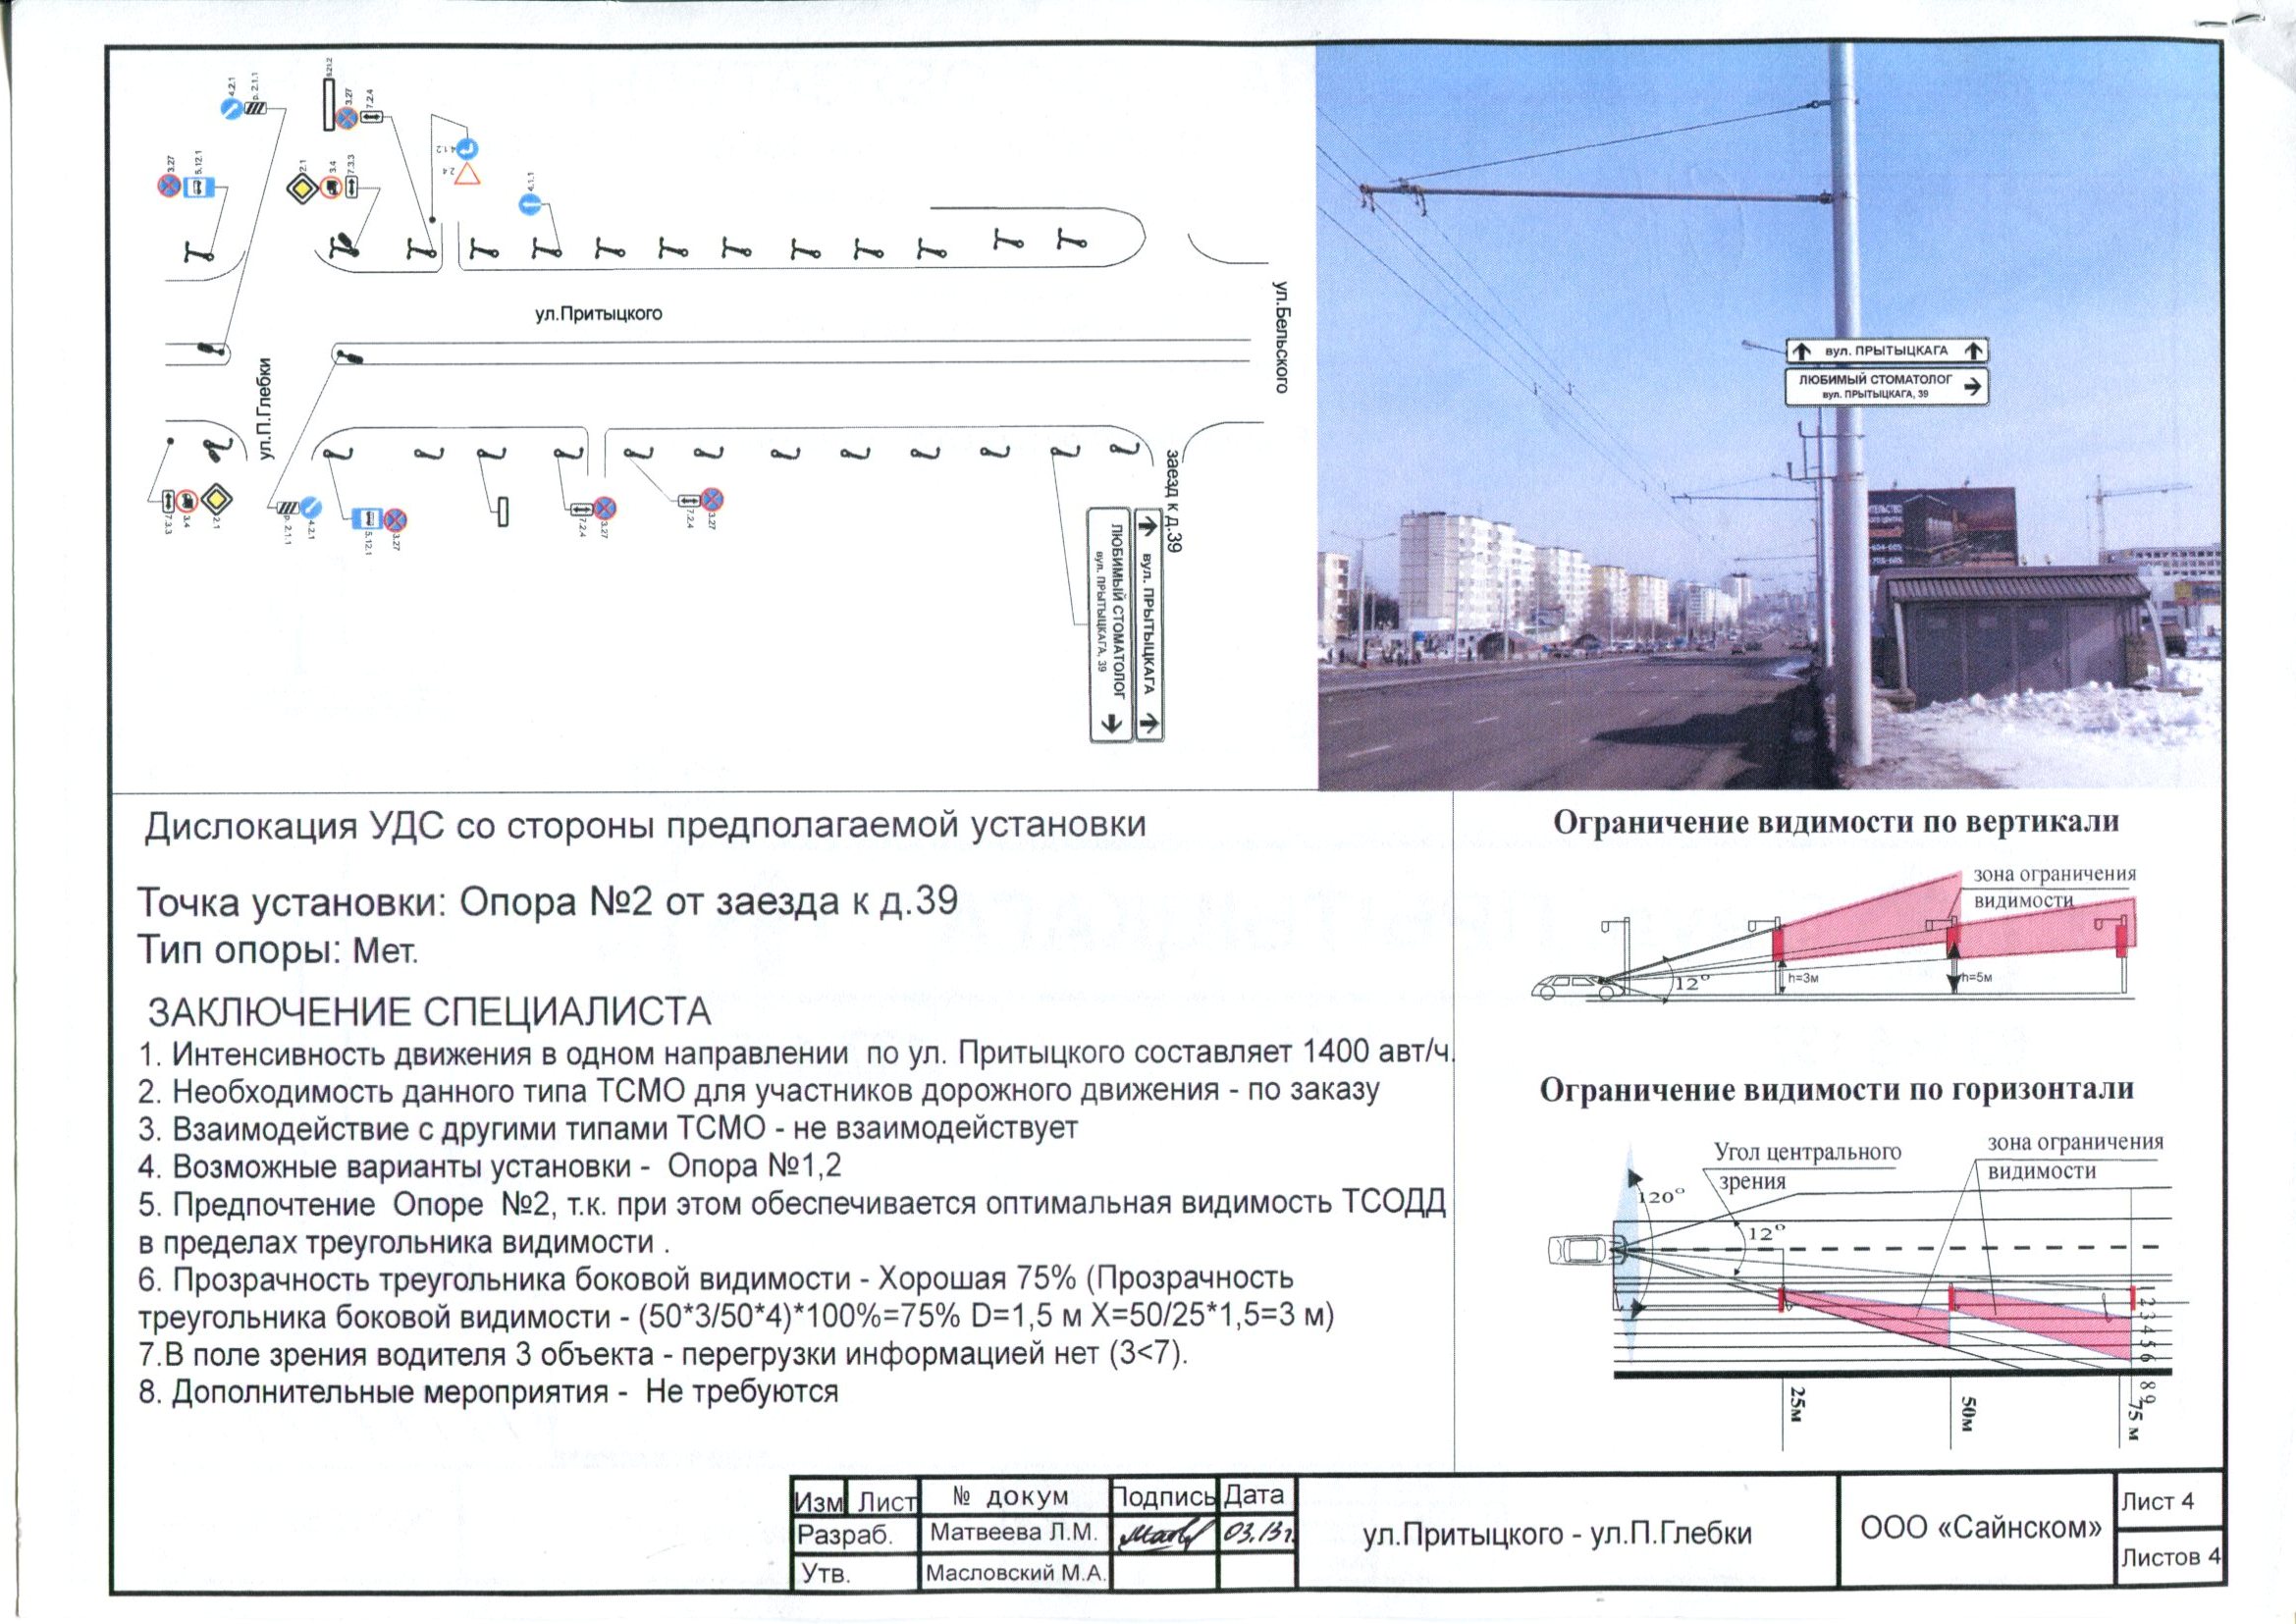 4.2.1
р. 2.1.1
6.21.2
3.27
7.2.4
3.27
5.12.1
2.1
3.4
7.3.3
4.1.2
2.4
4.1.1
ул.Притыцкого
ул.Бельского
ул.П.Глебки
заезд к д.39
7.3.3
3.4
2.1
р. 2.1.1
4.2.1
5.12.1
3.27
7.2.4
3.27
7.2.4
3.27
вул. ПРЫТЫЦКАГА
ЛЮБИМЫЙ СТОМАТОЛОГ
вул. ПРЫТЫЦКАГА, 39
вул. ПРЫТЫЦКАГА
ЛЮБИМЫЙ СТОМАТОЛОГ
вул. ПРЫТЫЦКАГА, 39
Дислокация УДС со стороны предполагаемой установки
Точка установки: Опора №2 от заезда к д.39
Тип опоры: Мет.
ЗАКЛЮЧЕНИЕ СПЕЦИАЛИСТА
1. Интенсивность движения в одном направлении по ул. Притыцкого составляет 1400 авт/ч.
2. Необходимость данного типа ТСМО для участников дорожного движения - по заказу
3. Взаимодействие с другими типами ТСМО - не взаимодействует
4. Возможные варианты установки - Опора №1,2
5. Предпочтение Опоре №2, т.к. при этом обеспечивается оптимальная видимость ТСОДД
в пределах треугольника видимости .
6. Прозрачность треугольника боковой видимости - Хорошая 75% (Прозрачность
треугольника боковой видимости - (50*3/50*4)*100%=75% D=1,5 м X=50/25*1,5=3 м)
7.В поле зрения водителя 3 объекта - перегрузки информацией нет (3<7).
8. Дополнительные мероприятия - Не требуются
Ограничение видимости по вертикали
зона ограничения
видимости
12°
h=3м
h=5м
Ограничение видимости по горизонтали
Угол центрального
зрения
зона ограничения
видимости
120°
12°
1 2 3 4 5 6 8 9
25м
50м
75 м
Изм Лист № докум Подпись Дата
Разраб. Матвеева Л.М. 03.13г.
Утв. Масловский М.А.
ул.Притыцкого - ул.П.Глебки
ООО «Сайнском»
Лист 4
Листов 4